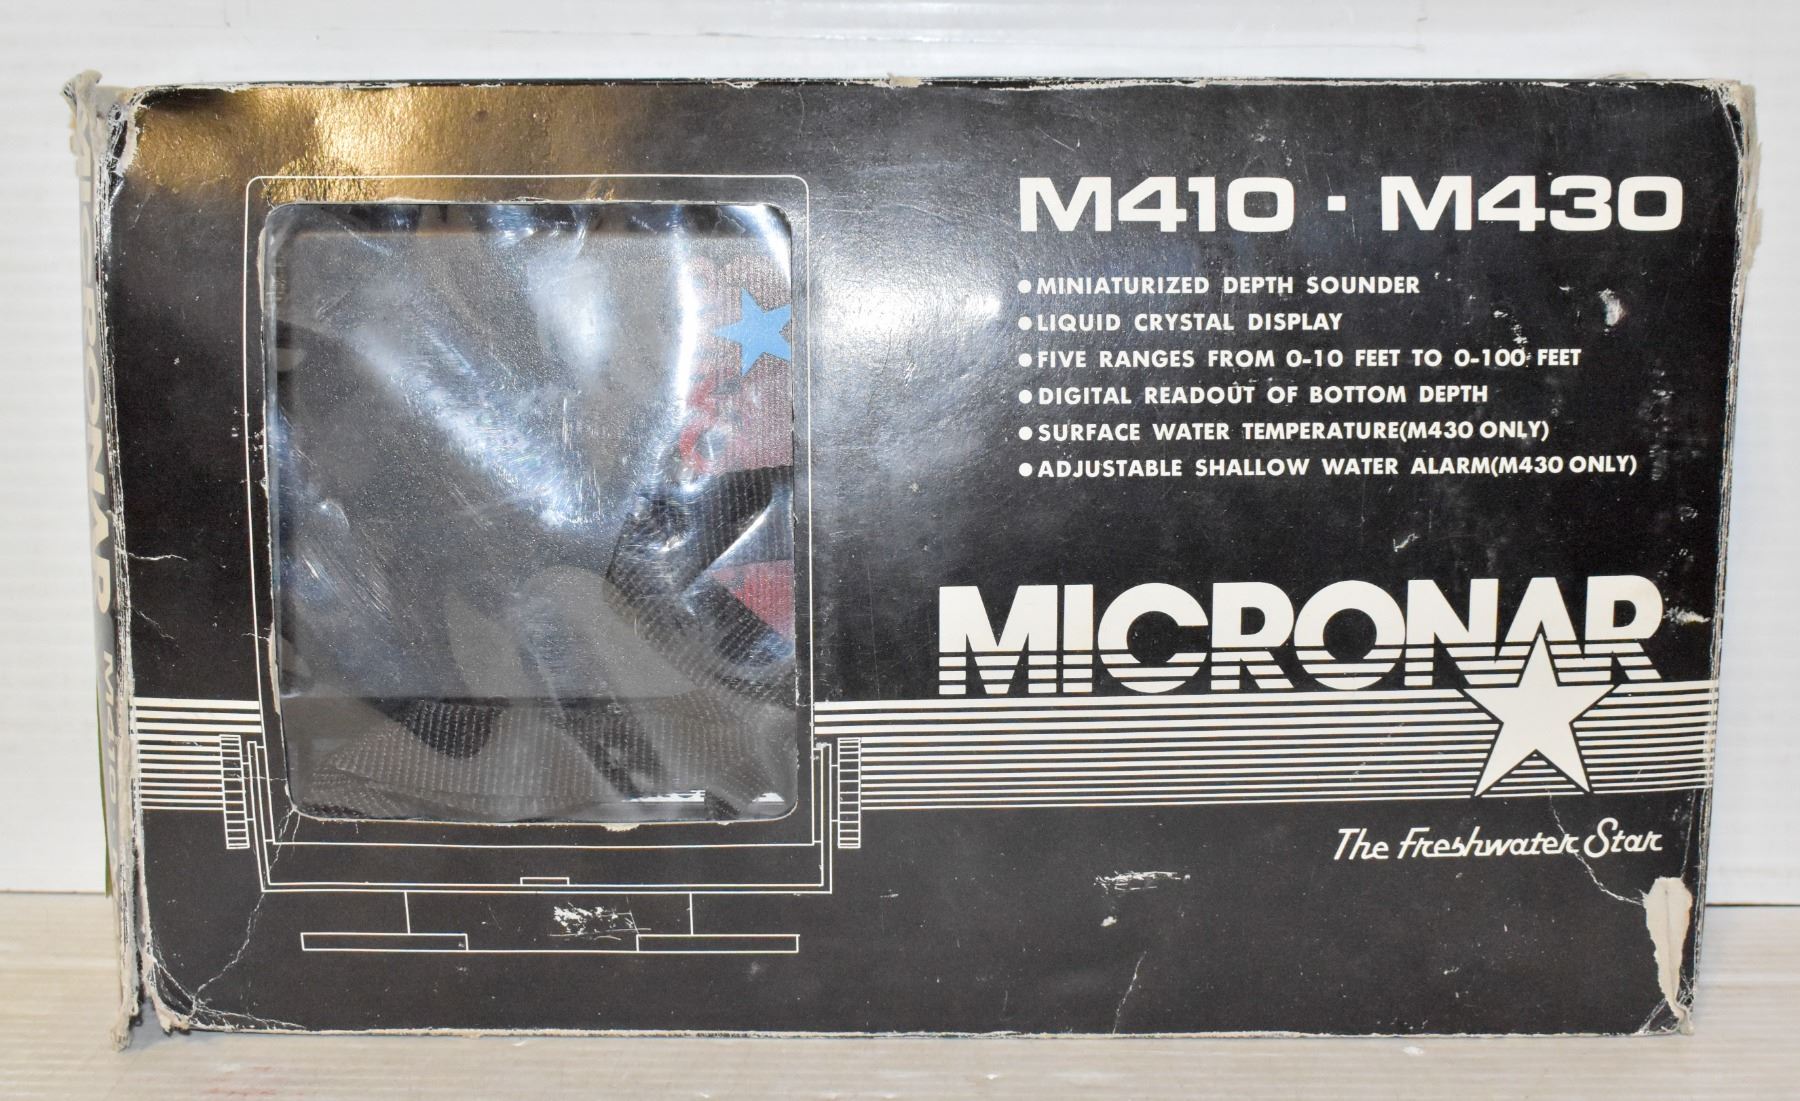 M410 · M430
● MINIATURIZED DEPTH SOUNDER
● LIQUID CRYSTAL DISPLAY
● FIVE RANGES FROM 0-10 FEET TO 0-100 FEET
● DIGITAL READOUT OF BOTTOM DEPTH
● SURFACE WATER TEMPERATURE(M430 ONLY)
● ADJUSTABLE SHALLOW WATER ALARM(M430 ONLY)
MICRONAR
The Freshwater Star
MICRONAR